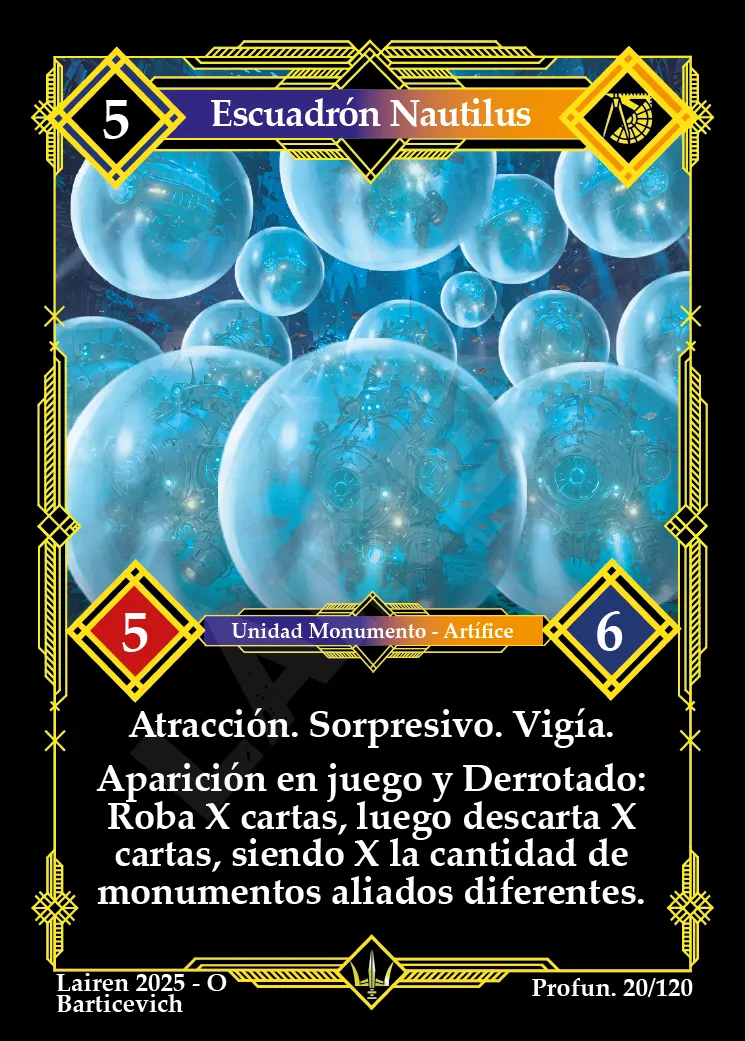 5
Escuadrón Nautilus
5
Unidad Monumento - Artífice
6
Atracción. Sorpresivo. Vigía.
Aparición en juego y Derrotado:
Roba X cartas, luego descarta X
cartas, siendo X la cantidad de
monumentos aliados diferentes.
Lairen 2025 - O
Barticevich
Profun. 20/120